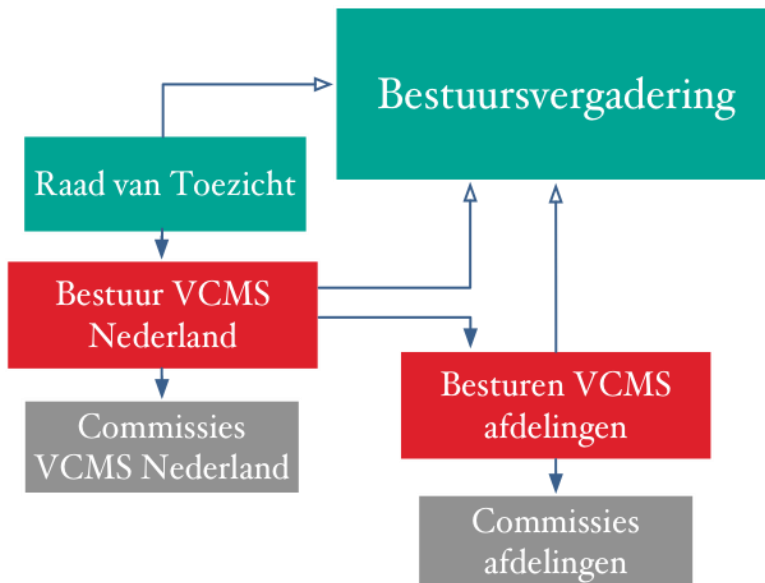 Bestuursvergadering
Raad van Toezicht
Bestuur VCMS
Nederland
Besturen VCMS
afdelingen
Commissies
VCMS Nederland
Commissies
afdelingen